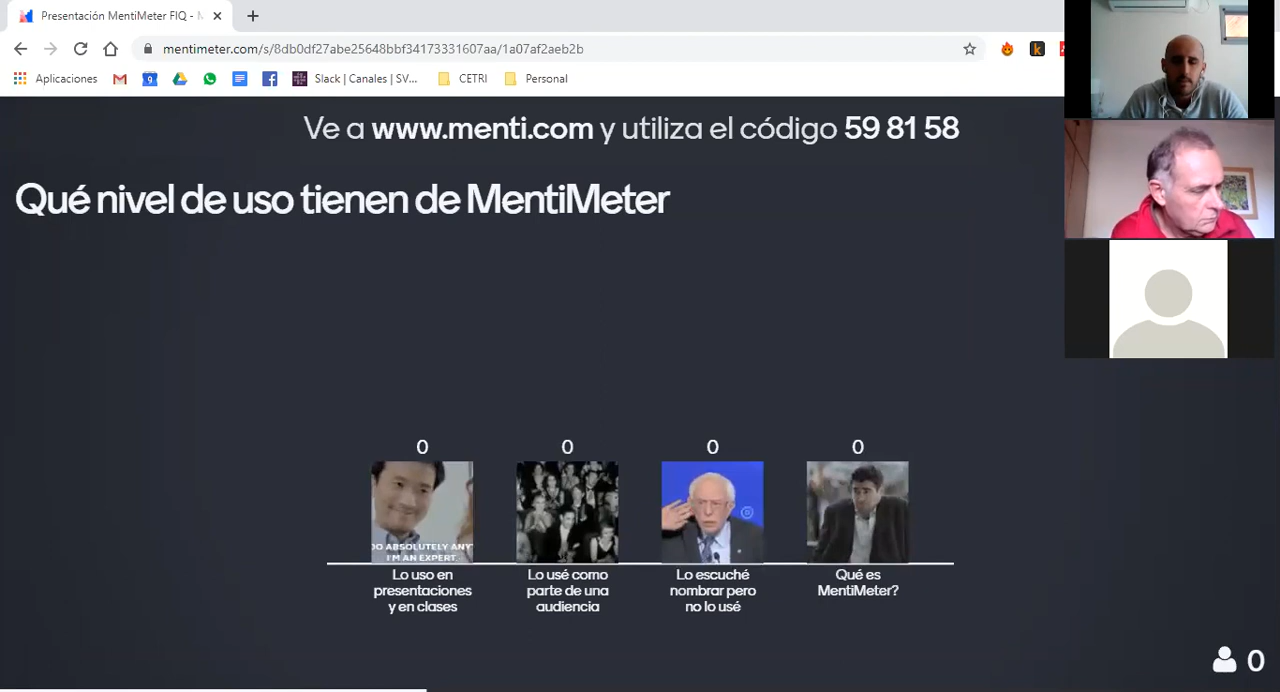 Presentación MentiMeter FIQ - M
mentimeter.com/s/8db0df27abe25648bbf34173331607aa/1a07af2aeb2b
Aplicaciones
Slack | Canales | SV...
CETRI
Personal
Ve a www.menti.com y utiliza el código 59 81 58
Qué nivel de uso tienen de MentiMeter
0
0
0
0
DO ABSOLUTELY ANY
I'M AN EXPERT.
Lo uso en
presentaciones
y en clases
Lo usé como
parte de una
audiencia
Lo escuché
nombrar pero
no lo usé
Qué es
MentiMeter?
0